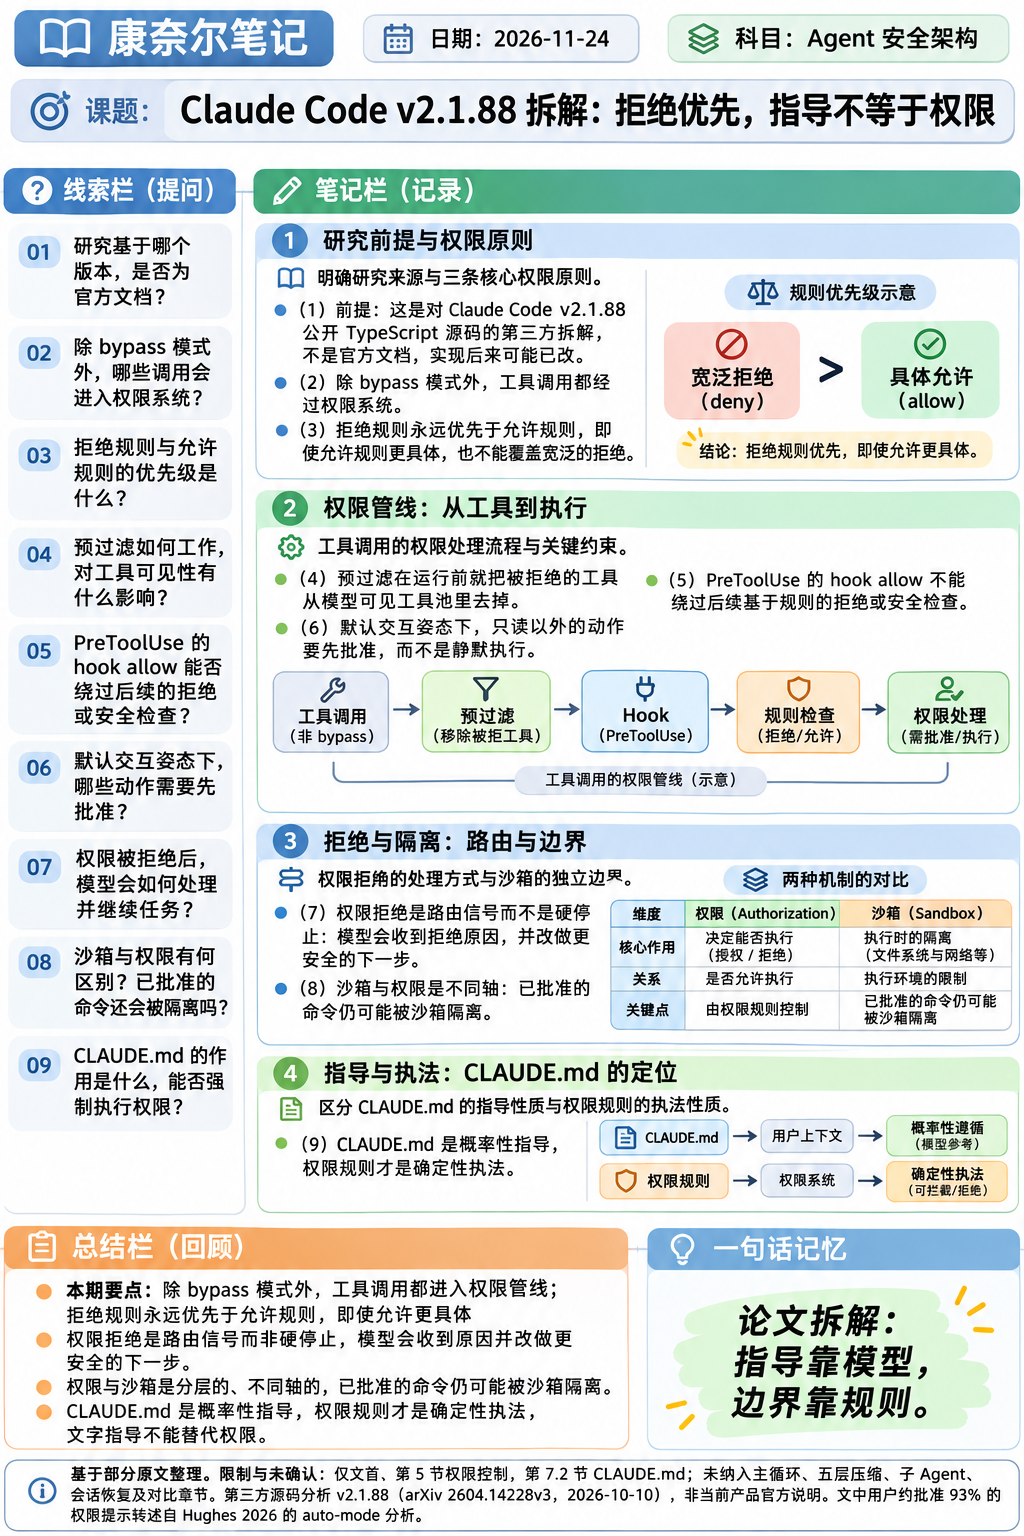 康奈尔笔记
日期：2026-11-24
科目：Agent 安全架构
课题：
Claude Code v2.1.88 拆解：拒绝优先，指导不等于权限
线索栏（提问）
01
研究基于哪个
版本，是否为
官方文档？
02
除 bypass 模式
外，哪些调用会
进入权限系统？
03
拒绝规则与允许
规则的优先级是
什么？
04
预过滤如何工作，
对工具可见性有
什么影响？
05
PreToolUse 的
hook allow 能否
绕过后续的拒绝
或安全检查？
06
默认交互姿态下，
哪些动作需要先
批准？
07
权限被拒绝后，
模型会如何处理
并继续任务？
08
沙箱与权限有何
区别？已批准的
命令还会被隔离吗？
09
CLAUDE.md 的作
用是什么，能否强
制执行权限？
笔记栏（记录）
1 研究前提与权限原则
明确研究来源与三条核心权限原则。
（1）前提：这是对 Claude Code v2.1.88
公开 TypeScript 源码的第三方拆解，
不是官方文档，实现后来可能已改。
（2）除 bypass 模式外，工具调用都经
过权限系统。
（3）拒绝规则永远优先于允许规则，即
使允许规则更具体，也不能覆盖宽泛的拒绝。
规则优先级示意
宽泛拒绝
（deny）
>
具体允许
（allow）
结论：拒绝规则优先，即使允许更具体。
2 权限管线：从工具到执行
工具调用的权限处理流程与关键约束。
（4）预过滤在运行前就把被拒绝的工具
从模型可见工具池里去掉。
（5）PreToolUse 的 hook allow 不能
绕过后续基于规则的拒绝或安全检查。
（6）默认交互姿态下，只读以外的动作
要先批准，而不是静默执行。
工具调用
（非 bypass）
预过滤
（移除被拒工具）
Hook
（PreToolUse）
规则检查
（拒绝/允许）
权限处理
（需批准/执行）
工具调用的权限管线（示意）
3 拒绝与隔离：路由与边界
权限拒绝的处理方式与沙箱的独立边界。
（7）权限拒绝是路由信号而不是硬停
止：模型会收到拒绝原因，并改做更
安全的下一步。
（8）沙箱与权限是不同轴：已批准的
命令仍可能被沙箱隔离。
两种机制的对比
维度 权限（Authorization） 沙箱（Sandbox）
核心作用 决定能否执行 执行时的隔离
（授权 / 拒绝） （文件系统与网络等）
关系 是否允许执行 执行环境的限制
关键点 由权限规则控制 已批准的命令仍可能
被沙箱隔离
4 指导与执法：CLAUDE.md 的定位
区分 CLAUDE.md 的指导性质与权限规则的执法性质。
（9）CLAUDE.md 是概率性指导，
权限规则才是确定性执法。
CLAUDE.md
用户上下文
概率性遵循
（模型参考）
权限规则
权限系统
确定性执法
（可拦截/拒绝）
总结栏（回顾）
本期要点：除 bypass 模式外，工具调用都进入权限管线；
拒绝规则永远优先于允许规则，即使允许更具体
权限拒绝是路由信号而非硬停止，模型会收到原因并改做更
安全的下一步。
权限与沙箱是分层的、不同轴的，已批准的命令仍可能被沙箱隔离。
CLAUDE.md 是概率性指导，权限规则才是确定性执法，
文字指导不能替代权限。
一句话记忆
论文拆解：
指导靠模型，
边界靠规则。
基于部分原文整理。限制与未确认：仅文首、第 5 节权限控制，第 7.2 节 CLAUDE.md；未纳入主循环、五层压缩、子 Agent、
会话恢复及对比章节。第三方源码分析 v2.1.88（arXiv 2604.14228v3，2026-10-10），非当前产品官方说明。文中用户约批准 93% 的
权限提示转述自 Hughes 2026 的 auto-mode 分析。